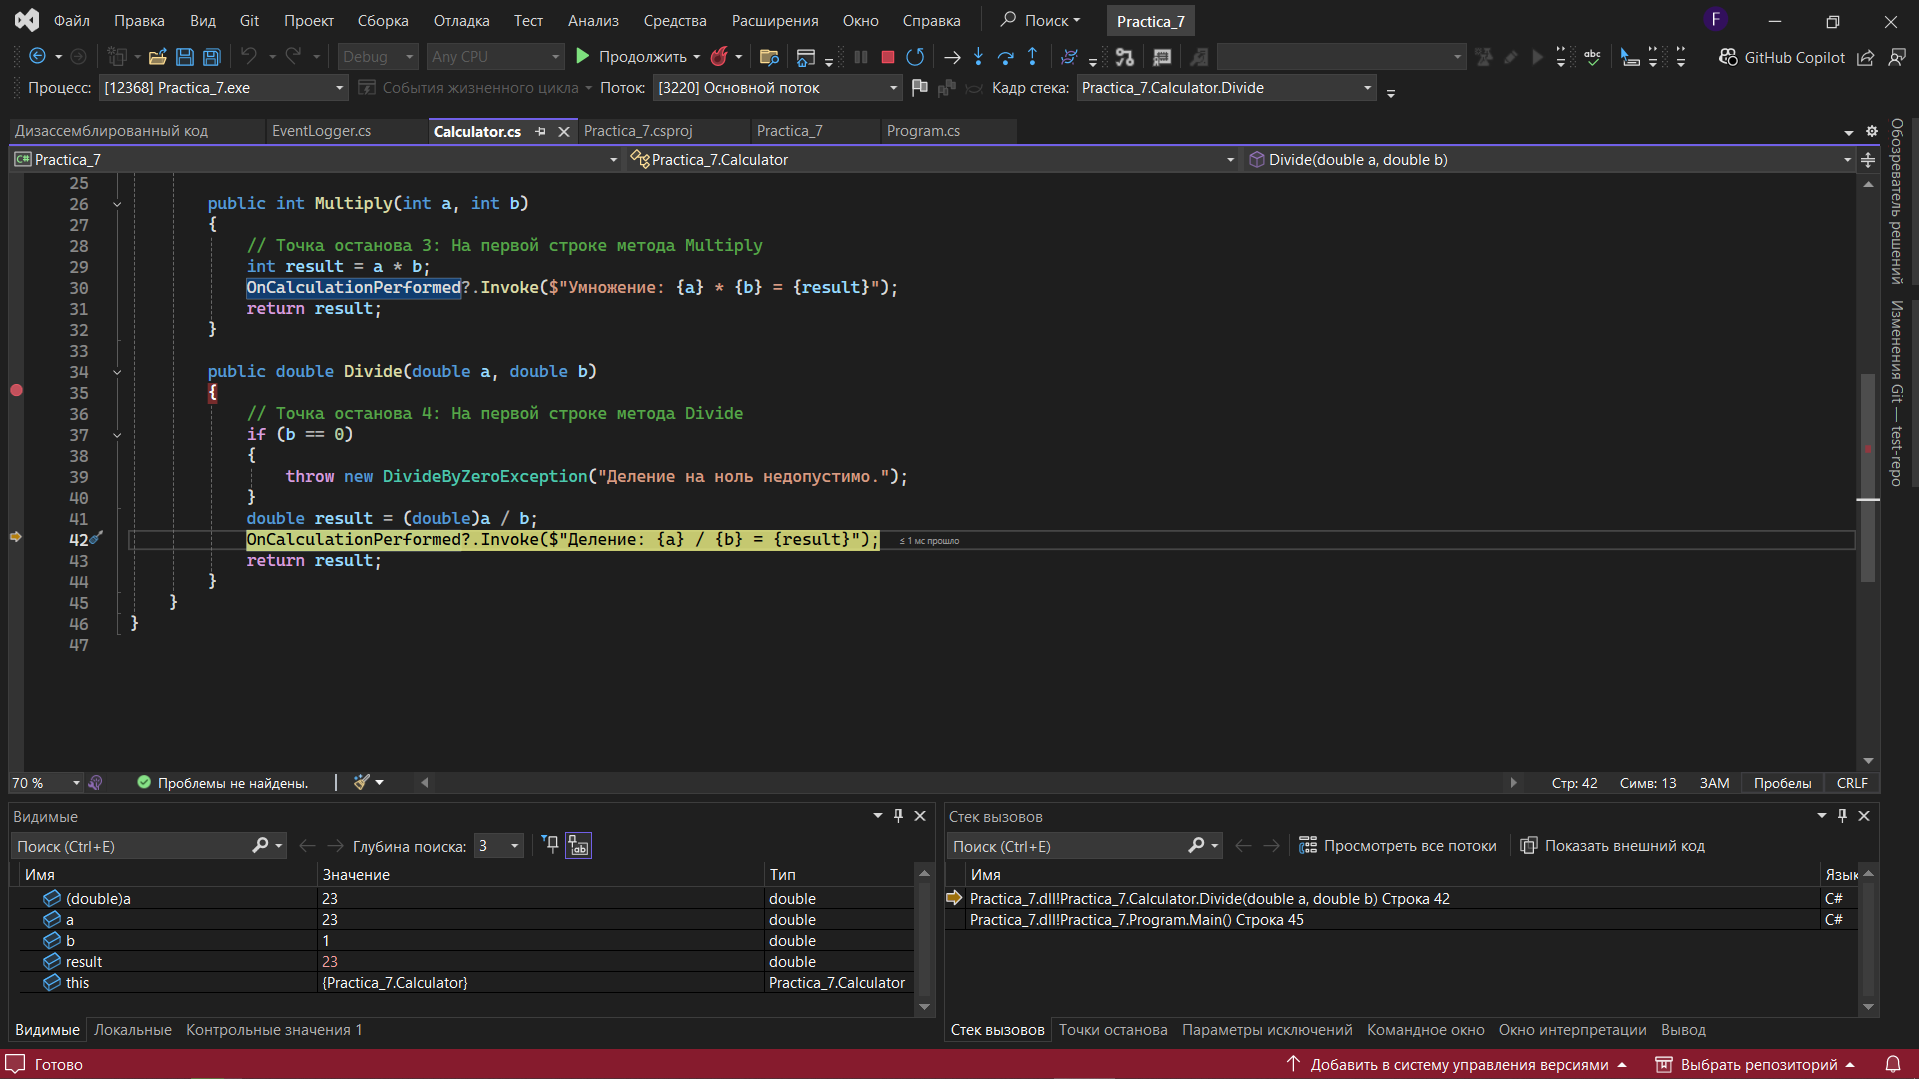 Файл Правка Вид Git Проект Сборка Отладка Тест Анализ Средства Расширения Окно Справка Поиск Practica_7 F
Debug Any CPU Продолжить GitHub Copilot
Процесс: [12368] Practica_7.exe События жизненного цикла Поток: [3220] Основной поток Кадр стека: Practica_7.Calculator.Divide
Дизассемблированный код EventLogger.cs Calculator.cs Practica_7.csproj Practica_7 Program.cs
C# Practica_7 Practica_7.Calculator Divide(double a, double b)
25
26 public int Multiply(int a, int b)
27 {
28 // Точка останова 3: На первой строке метода Multiply
29 int result = a * b;
30 OnCalculationPerformed?.Invoke($"Умножение: {a} * {b} = {result}");
31 return result;
32 }
33
34 public double Divide(double a, double b)
35 {
36 // Точка останова 4: На первой строке метода Divide
37 if (b == 0)
38 {
39 throw new DivideByZeroException("Деление на ноль недопустимо.");
40 }
41 double result = (double)a / b;
42 OnCalculationPerformed?.Invoke($"Деление: {a} / {b} = {result}"); ≤ 1 мс прошло
43 return result;
44 }
45 }
46 }
47
Обозреватель решений
Изменения Git — test-repo
70 % Проблемы не найдены. Стр: 42 Симв: 13 ЗАМ Пробелы CRLF
Видимые
Поиск (Ctrl+E) Глубина поиска: 3
Имя Значение Тип
(double)a 23 double
a 23 double
b 1 double
result 23 double
this {Practica_7.Calculator} Practica_7.Calculator
Видимые Локальные Контрольные значения 1
Стек вызовов
Поиск (Ctrl+E) Просмотреть все потоки Показать внешний код
Имя Язык
Practica_7.dll!Practica_7.Calculator.Divide(double a, double b) Строка 42 C#
Practica_7.dll!Practica_7.Program.Main() Строка 45 C#
Стек вызовов Точки останова Параметры исключений Командное окно Окно интерпретации Вывод
Готово Добавить в систему управления версиями Выбрать репозиторий